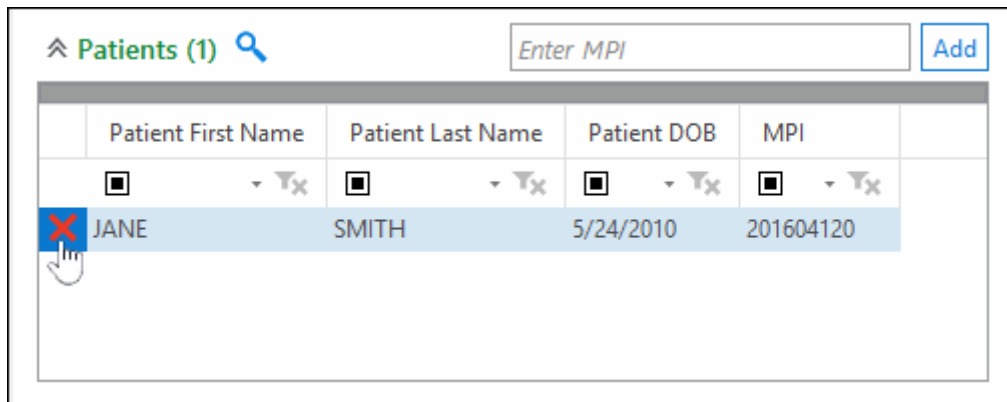 Patients (1) Enter MPI Add
Patient First Name Patient Last Name Patient DOB MPI
JANE SMITH 5/24/2010 201604120